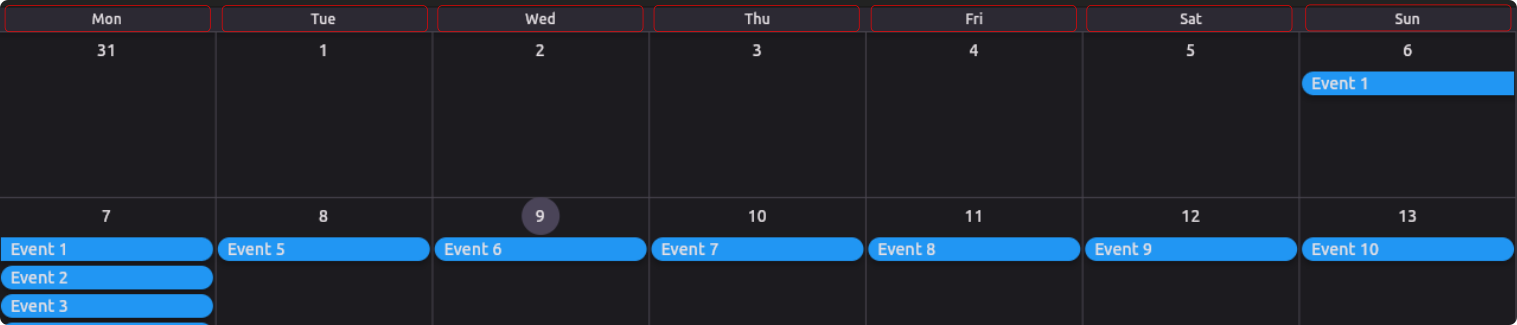 Mon Tue Wed Thu Fri Sat Sun
31 1 2 3 4 5 6
Event 1
7 8 9 10 11 12 13
Event 1 Event 5 Event 6 Event 7 Event 8 Event 9 Event 10
Event 2
Event 3